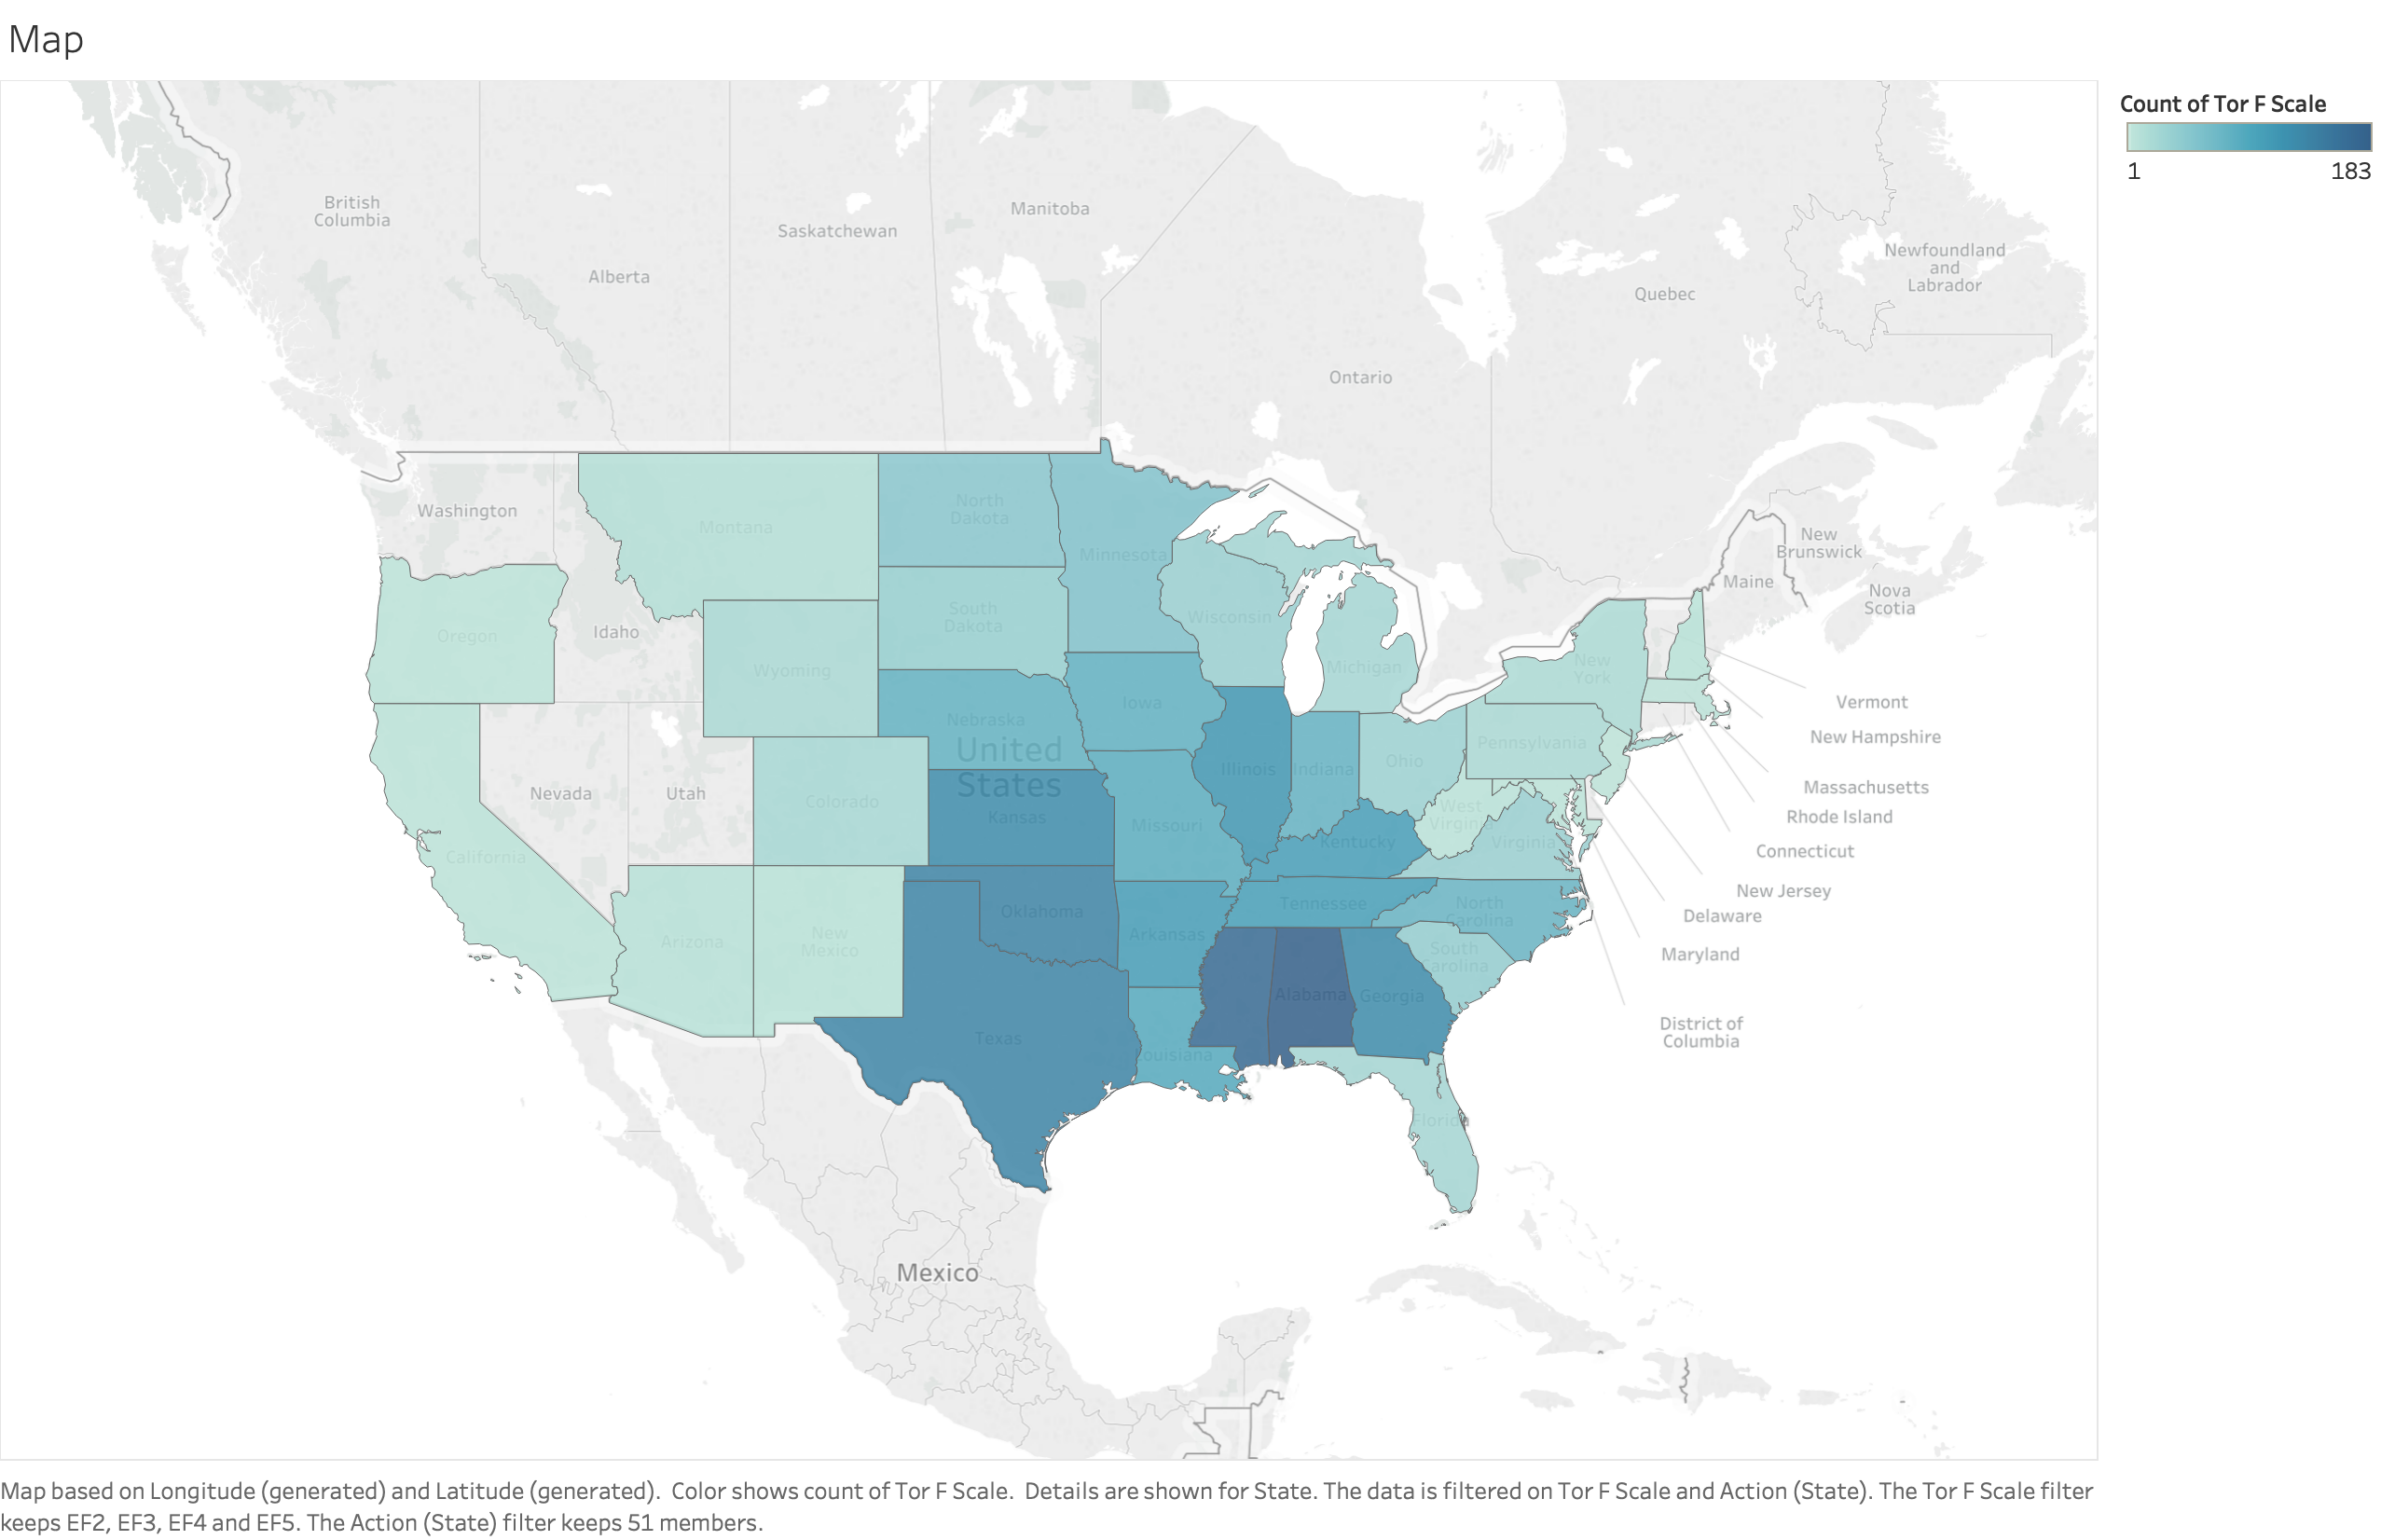 Map
Count of Tor F Scale
1
183
British
Columbia
Alberta
Saskatchewan
Manitoba
Ontario
Quebec
Newfoundland
and
Labrador
New
Brunswick
Nova
Scotia
Maine
Washington
Montana
North
Dakota
Minnesota
Oregon
Idaho
Wyoming
South
Dakota
Wisconsin
Michigan
New
York
Vermont
New Hampshire
Massachusetts
Rhode Island
Connecticut
New Jersey
Delaware
Maryland
District of
Columbia
Nebraska
Iowa
United
States
Nevada
Utah
Colorado
Kansas
Missouri
Illinois
Indiana
Ohio
Pennsylvania
West
Virginia
Virginia
Kentucky
California
Arizona
New
Mexico
Oklahoma
Arkansas
Tennessee
North
Carolina
South
Carolina
Texas
Louisiana
Alabama
Georgia
Florida
Mexico
Map based on Longitude (generated) and Latitude (generated).  Color shows count of Tor F Scale.  Details are shown for State. The data is filtered on Tor F Scale and Action (State). The Tor F Scale filter
keeps EF2, EF3, EF4 and EF5. The Action (State) filter keeps 51 members.